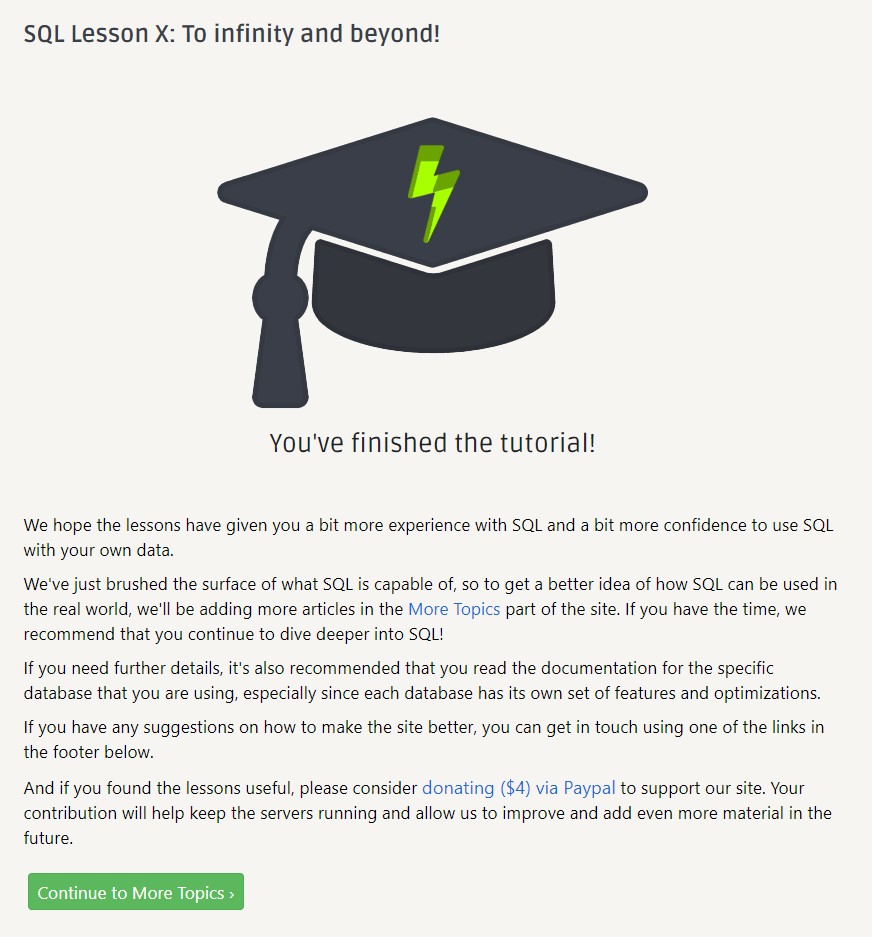 SQL Lesson X: To infinity and beyond!
You've finished the tutorial!
We hope the lessons have given you a bit more experience with SQL and a bit more confidence to use SQL
with your own data.
We've just brushed the surface of what SQL is capable of, so to get a better idea of how SQL can be used in
the real world, we'll be adding more articles in the More Topics part of the site. If you have the time, we
recommend that you continue to dive deeper into SQL!
If you need further details, it's also recommended that you read the documentation for the specific
database that you are using, especially since each database has its own set of features and optimizations.
If you have any suggestions on how to make the site better, you can get in touch using one of the links in
the footer below.
And if you found the lessons useful, please consider donating ($4) via Paypal to support our site. Your
contribution will help keep the servers running and allow us to improve and add even more material in the
future.
Continue to More Topics ›